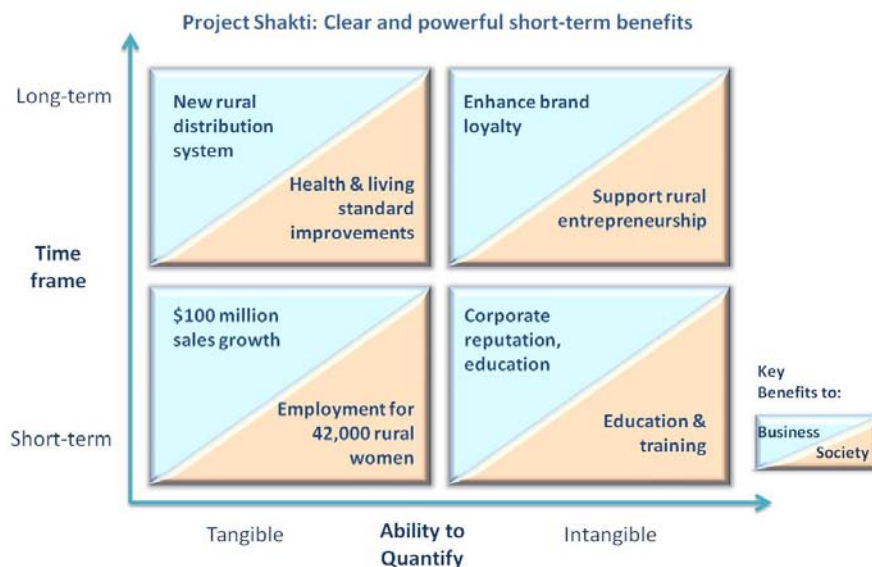 Project Shakti: Clear and powerful short-term benefits
Long-term
New rural
distribution
system
Health & living
standard
improvements
Enhance brand
loyalty
Support rural
entrepreneurship
Time
frame
$100 million
sales growth
Employment for
42,000 rural
women
Corporate
reputation,
education
Education &
training
Short-term
Key
Benefits to:
Business
Society
Tangible
Ability to
Quantify
Intangible